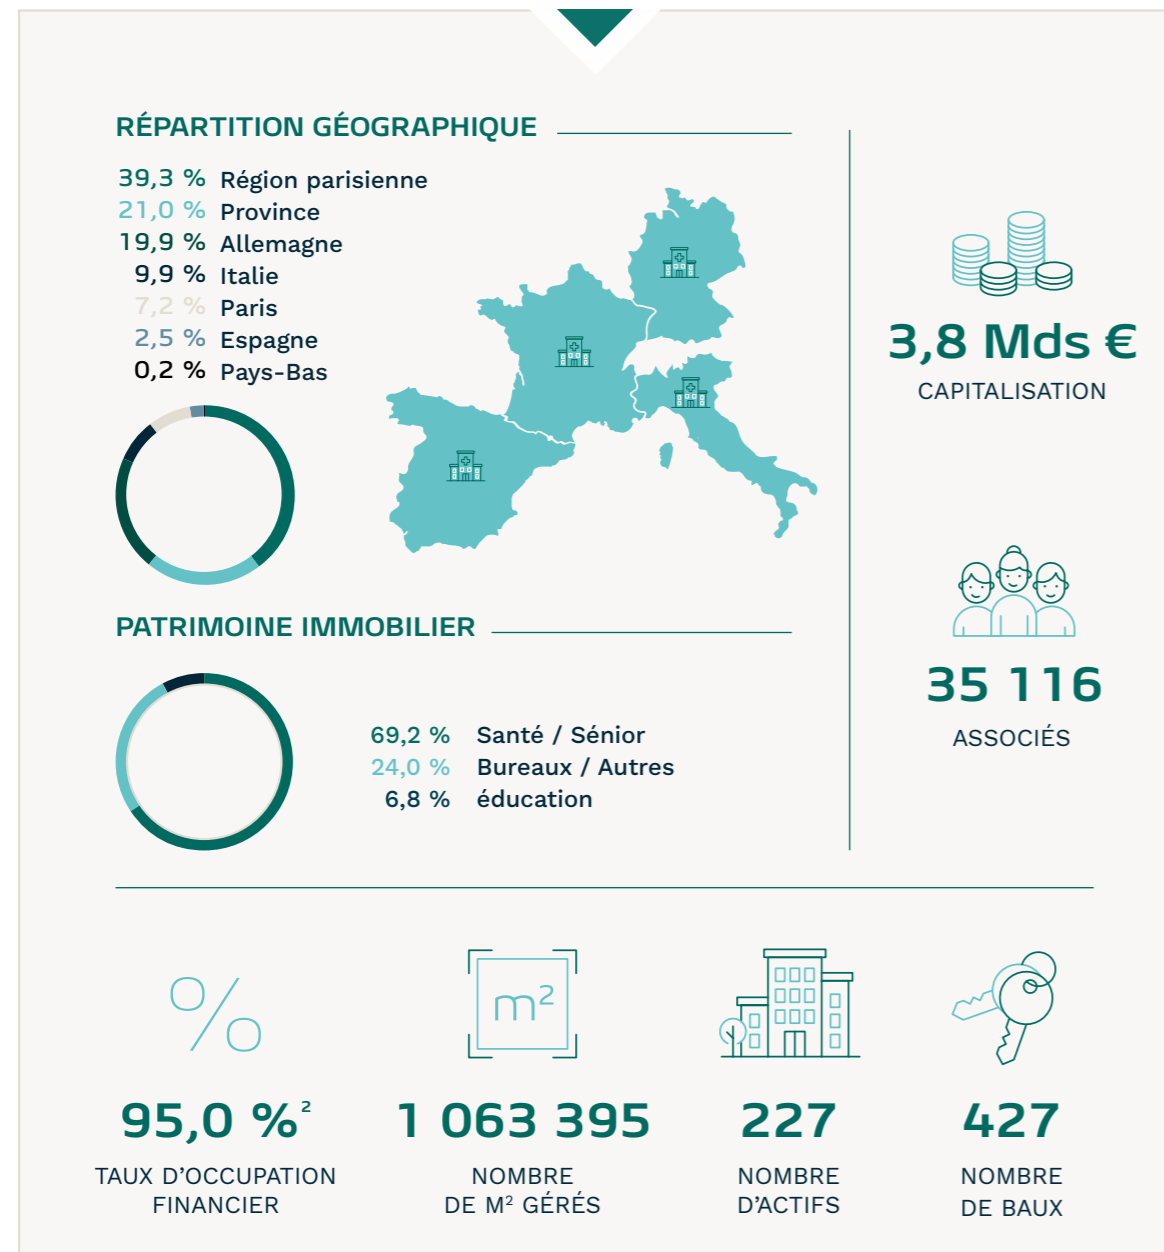 RÉPARTITION GÉOGRAPHIQUE
39,3 % Région parisienne
21,0 % Province
19,9 % Allemagne
9,9 % Italie
7,2 % Paris
2,5 % Espagne
0,2 % Pays-Bas
3,8 Mds €
CAPITALISATION
PATRIMOINE IMMOBILIER
69,2 % Santé / Sénior
24,0 % Bureaux / Autres
6,8 % éducation
35 116
ASSOCIÉS
%
m²
95,0 %²
TAUX D’OCCUPATION
FINANCIER
1 063 395
NOMBRE
DE M² GÉRÉS
227
NOMBRE
D’ACTIFS
427
NOMBRE
DE BAUX